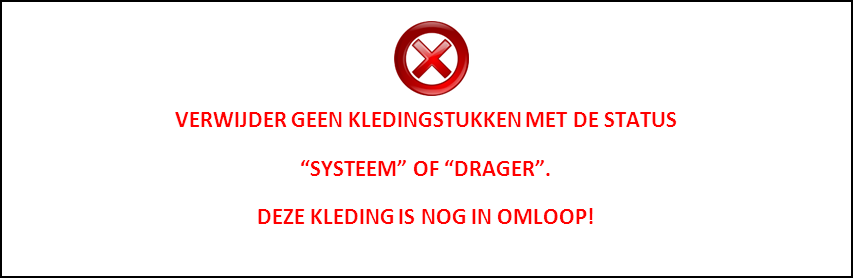 VERWIJDER GEEN KLEDINGSTUKKEN MET DE STATUS
“SYSTEEM” OF “DRAGER”.
DEZE KLEDING IS NOG IN OMLOOP!